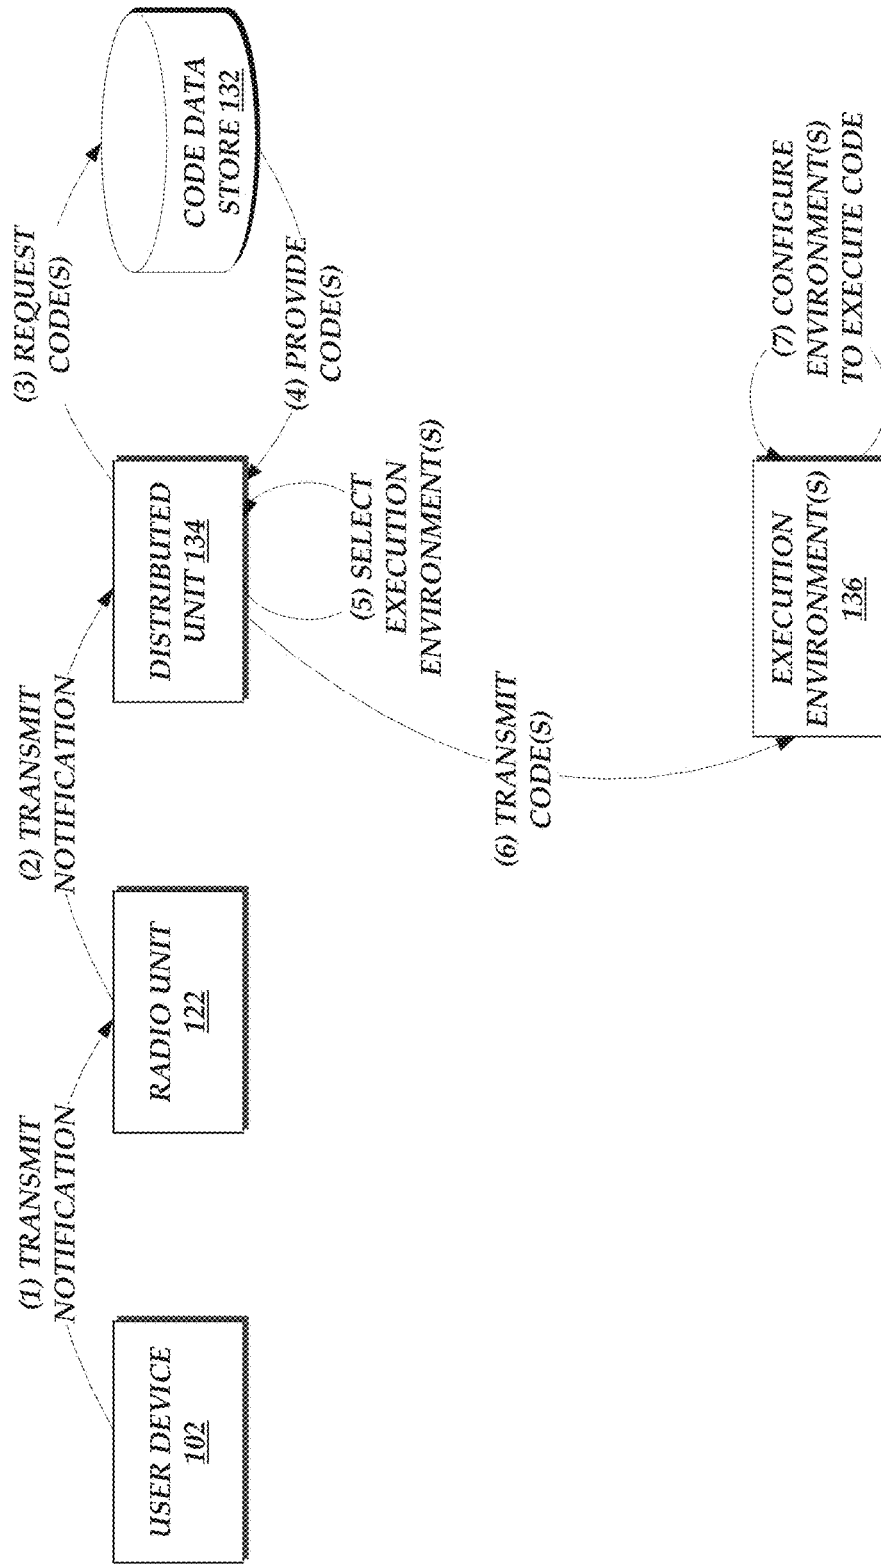 (1) TRANSMIT
NOTIFICATION
(2) TRANSMIT
NOTIFICATION
(3) REQUEST
CODE(S)
USER DEVICE
102
RADIO UNIT
122
DISTRIBUTED
UNIT 134
CODE DATA
STORE 132
(4) PROVIDE
CODE(S)
(5) SELECT
EXECUTION
ENVIRONMENT(S)
(6) TRANSMIT
CODE(S)
EXECUTION
ENVIRONMENT(S)
136
(7) CONFIGURE
ENVIRONMENT(S)
TO EXECUTE CODE